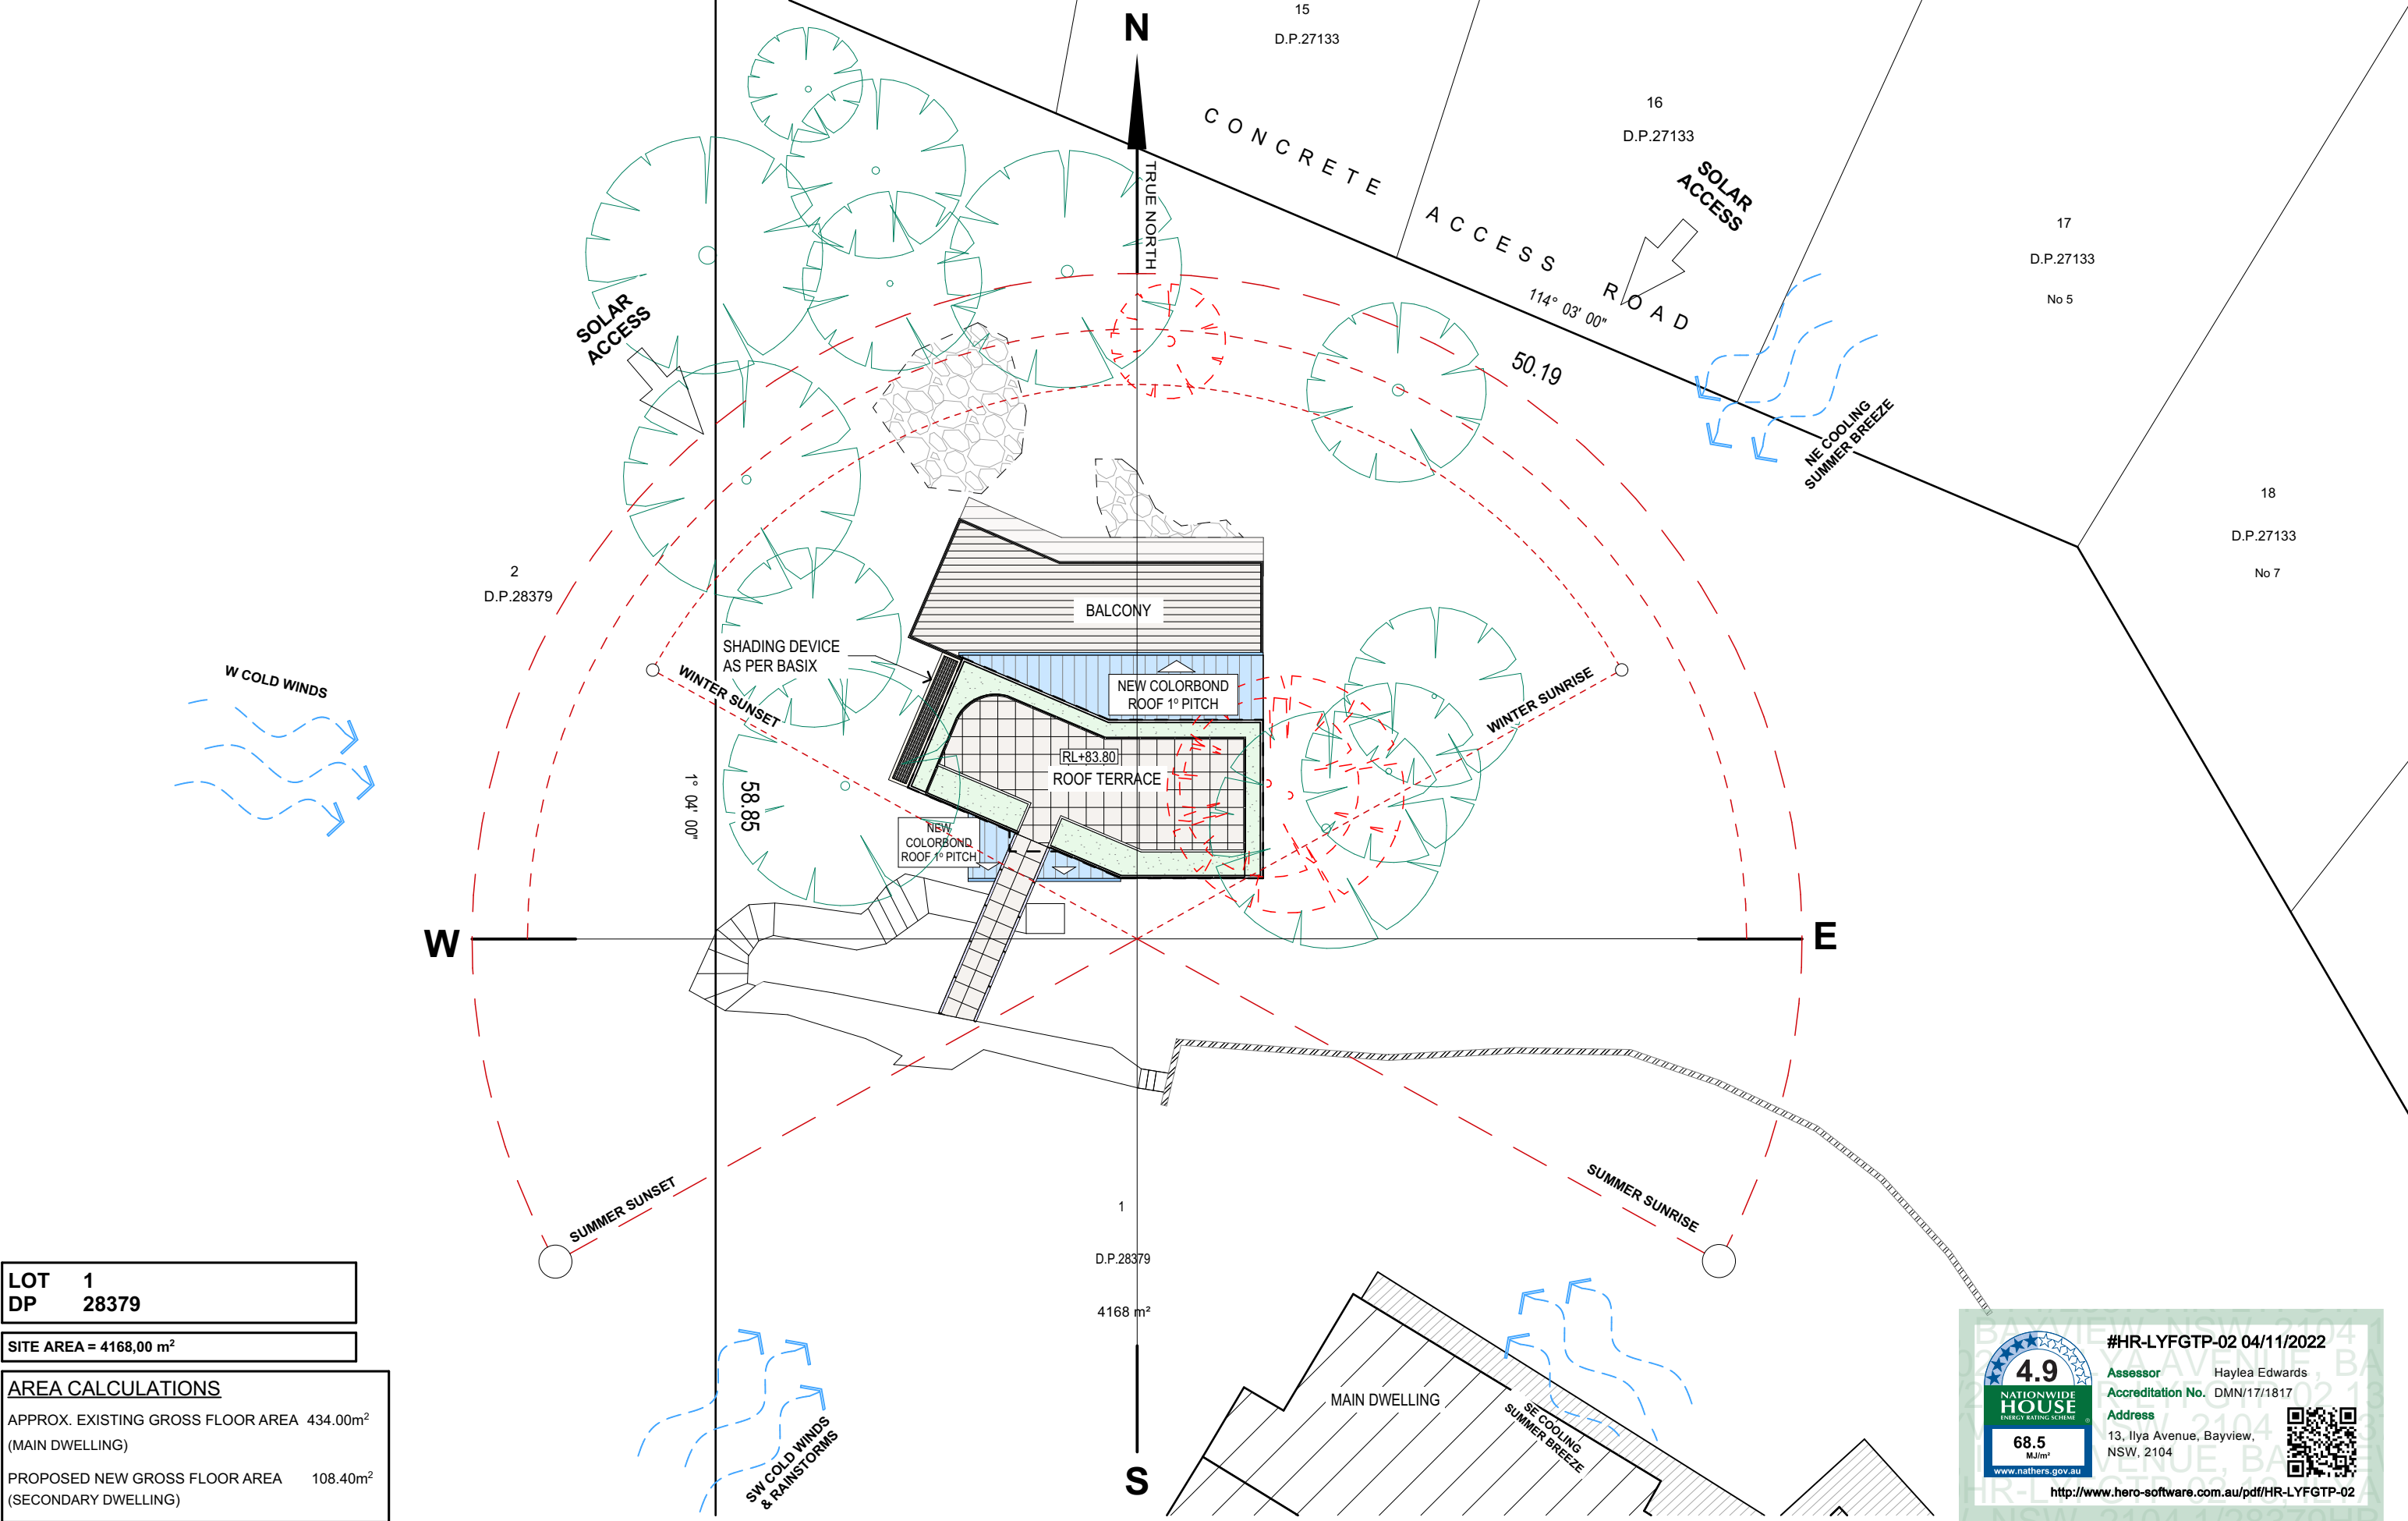 N
15
D.P.27133
CONCRETE ACCESS ROAD
16
D.P.27133
SOLAR
ACCESS
17
D.P.27133
No 5
TRUE NORTH
114° 03' 00"
50.19
SOLAR
ACCESS
NE COOLING
SUMMER BREEZE
18
D.P.27133
No 7
2
D.P.28379
BALCONY
SHADING DEVICE
AS PER BASIX
W COLD WINDS
WINTER SUNSET
NEW COLORBOND
ROOF 1º PITCH
WINTER SUNRISE
RL+83.80
ROOF TERRACE
1° 04' 00"
58.85
NEW
COLORBOND
ROOF 1º PITCH
W
E
SUMMER SUNSET
SUMMER SUNRISE
1
D.P.28379
4168 m²
LOT 1
DP 28379
SITE AREA = 4168,00 m²
AREA CALCULATIONS
APPROX. EXISTING GROSS FLOOR AREA 434.00m²
(MAIN DWELLING)
PROPOSED NEW GROSS FLOOR AREA 108.40m²
(SECONDARY DWELLING)
SW COLD WINDS
& RAINSTORMS
S
MAIN DWELLING
SE COOLING
SUMMER BREEZE
4.9
NATIONWIDE
HOUSE
ENERGY RATING SCHEME
68.5
MJ/m²
www.nathers.gov.au
#HR-LYFGTP-02 04/11/2022
Assessor Haylea Edwards
Accreditation No. DMN/17/1817
Address
13, Ilya Avenue, Bayview,
NSW, 2104
http://www.hero-software.com.au/pdf/HR-LYFGTP-02